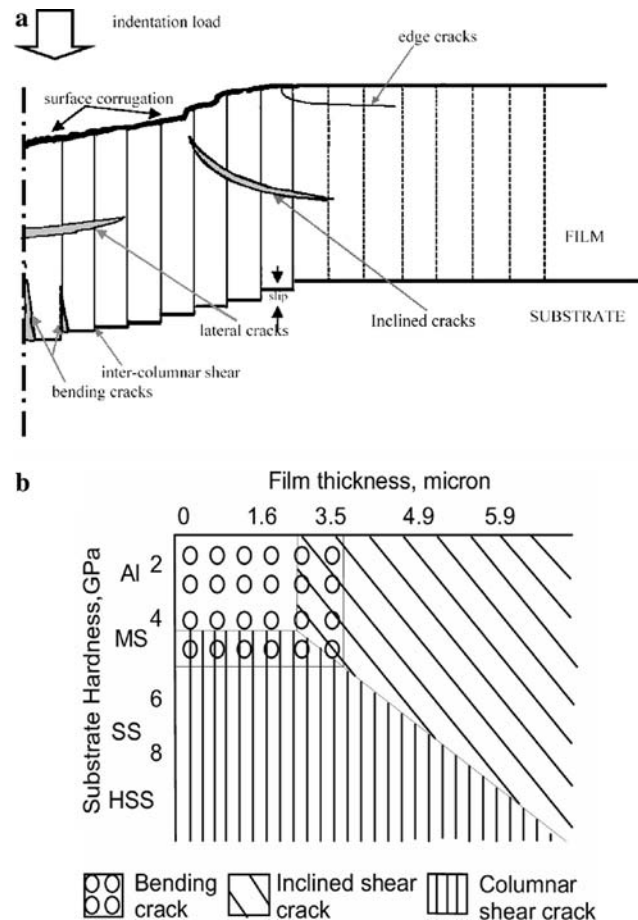 a
indentation load
edge cracks
surface corrugation
FILM
slip
SUBSTRATE
lateral cracks
Inclined cracks
inter-columnar shear
bending cracks
b
Film thickness, micron
0 1.6 3.5 4.9 5.9
Substrate Hardness,GPa
Al 2
4
MS
6
SS
8
HSS
Bending crack
Inclined shear crack
Columnar shear crack